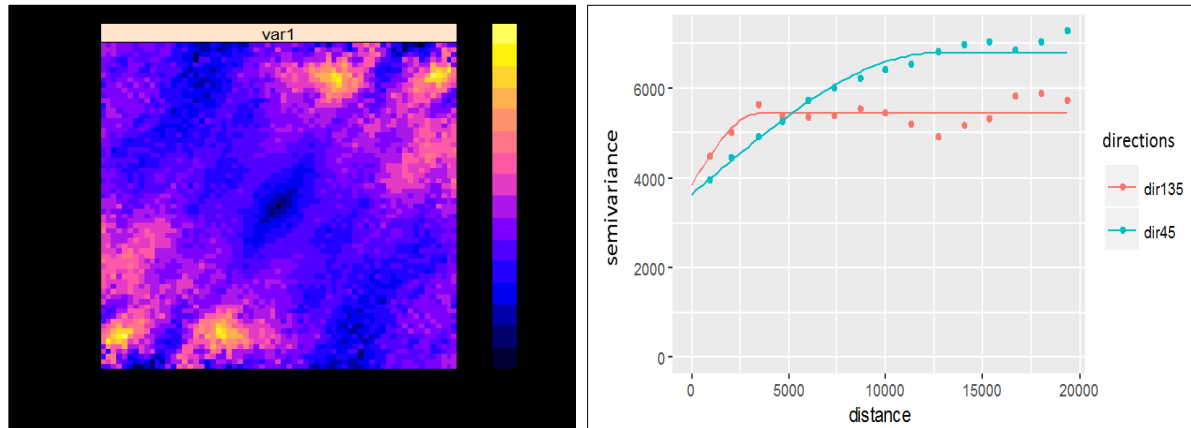 var1
semivariance
6000
4000
2000
0
0
5000
10000
15000
20000
distance
directions
dir135
dir45